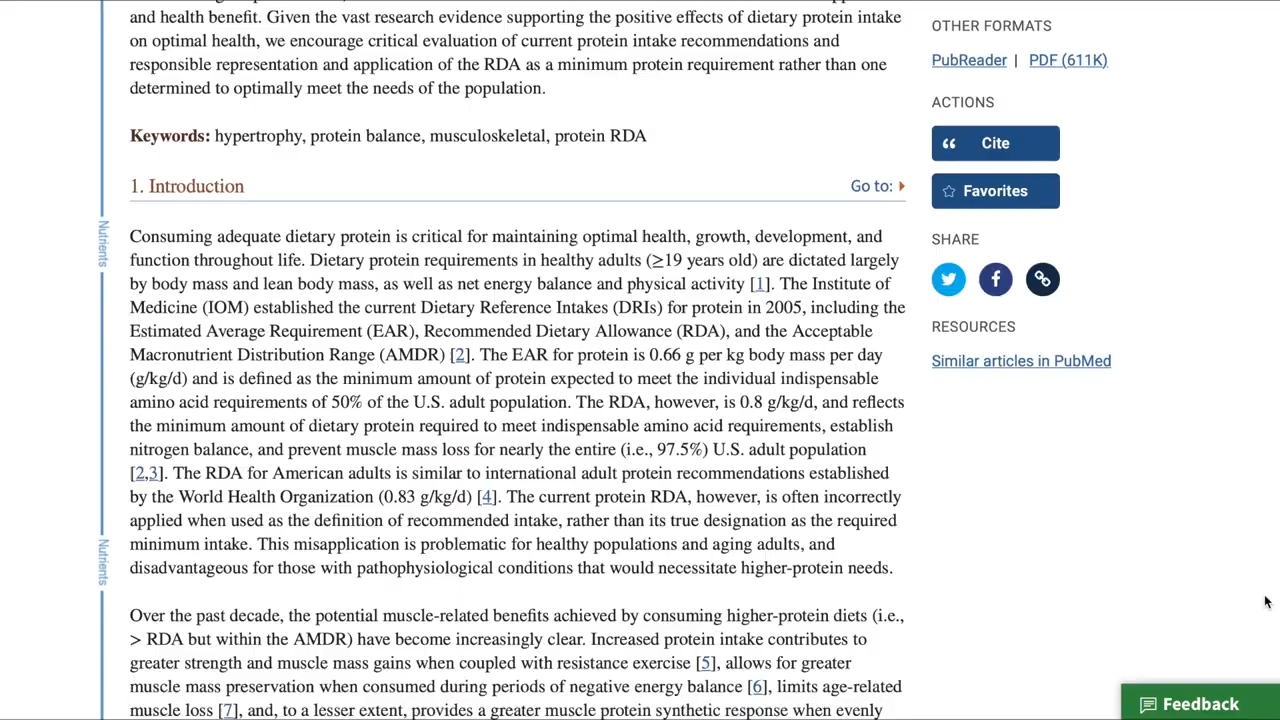 and health benefit. Given the vast research evidence supporting the positive effects of dietary protein intake
on optimal health, we encourage critical evaluation of current protein intake recommendations and
responsible representation and application of the RDA as a minimum protein requirement rather than one
determined to optimally meet the needs of the population.
Keywords: hypertrophy, protein balance, musculoskeletal, protein RDA
1. Introduction
Go to:
Consuming adequate dietary protein is critical for maintaining optimal health, growth, development, and
function throughout life. Dietary protein requirements in healthy adults (≥19 years old) are dictated largely
by body mass and lean body mass, as well as net energy balance and physical activity [1]. The Institute of
Medicine (IOM) established the current Dietary Reference Intakes (DRIs) for protein in 2005, including the
Estimated Average Requirement (EAR), Recommended Dietary Allowance (RDA), and the Acceptable
Macronutrient Distribution Range (AMDR) [2]. The EAR for protein is 0.66 g per kg body mass per day
(g/kg/d) and is defined as the minimum amount of protein expected to meet the individual indispensable
amino acid requirements of 50% of the U.S. adult population. The RDA, however, is 0.8 g/kg/d, and reflects
the minimum amount of dietary protein required to meet indispensable amino acid requirements, establish
nitrogen balance, and prevent muscle mass loss for nearly the entire (i.e., 97.5%) U.S. adult population
[2,3]. The RDA for American adults is similar to international adult protein recommendations established
by the World Health Organization (0.83 g/kg/d) [4]. The current protein RDA, however, is often incorrectly
applied when used as the definition of recommended intake, rather than its true designation as the required
minimum intake. This misapplication is problematic for healthy populations and aging adults, and
disadvantageous for those with pathophysiological conditions that would necessitate higher-protein needs.
Over the past decade, the potential muscle-related benefits achieved by consuming higher-protein diets (i.e.,
> RDA but within the AMDR) have become increasingly clear. Increased protein intake contributes to
greater strength and muscle mass gains when coupled with resistance exercise [5], allows for greater
muscle mass preservation when consumed during periods of negative energy balance [6], limits age-related
muscle loss [7], and, to a lesser extent, provides a greater muscle protein synthetic response when evenly
Nutrients
Nutrients
OTHER FORMATS
PubReader | PDF (611K)
ACTIONS
Cite
Favorites
SHARE
RESOURCES
Similar articles in PubMed
Feedback